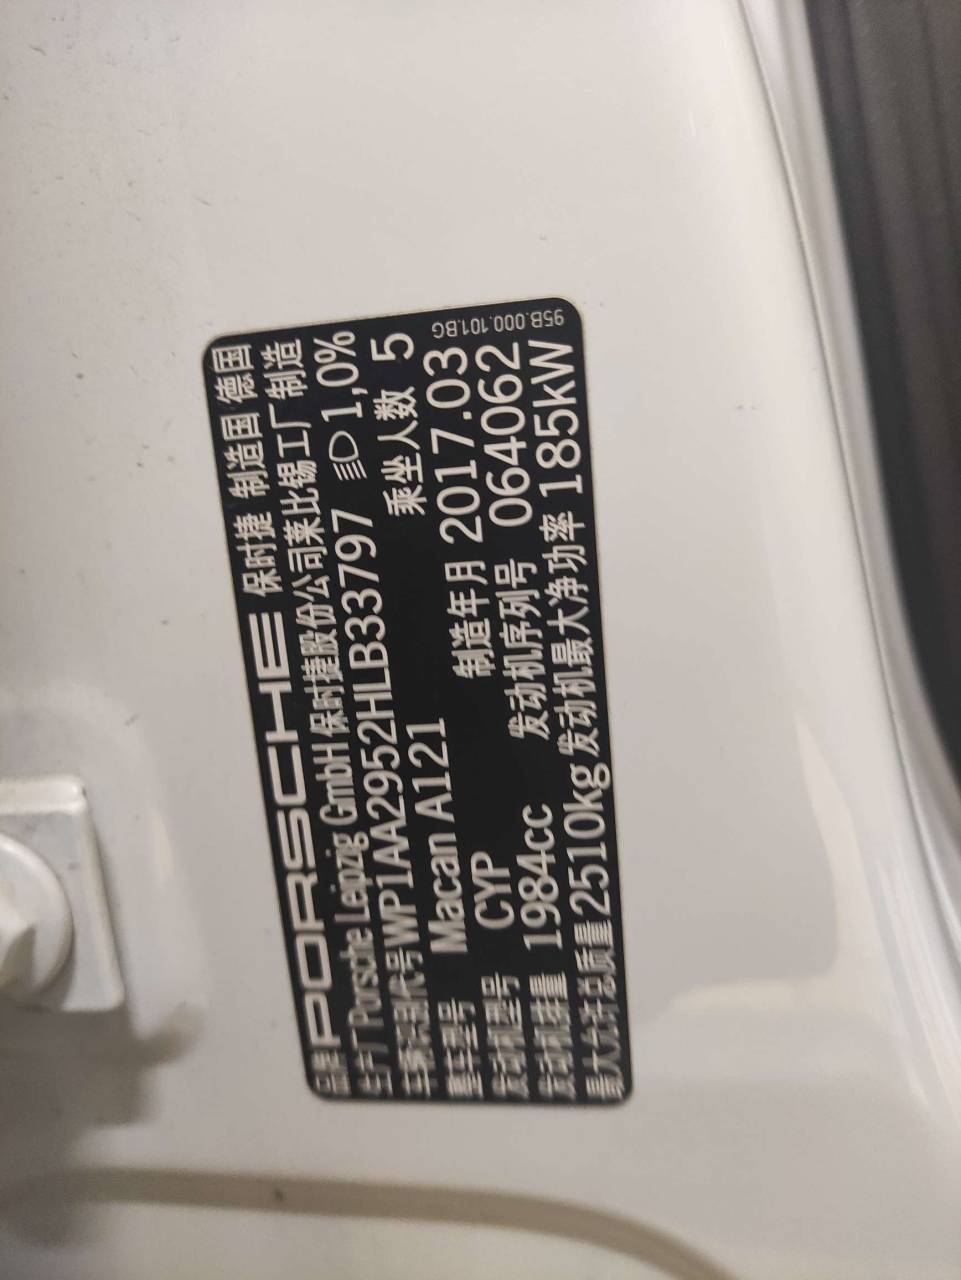 品牌 PORSCHE 保时捷 制造国 德国
生产厂 Porsche Leipzig GmbH 保时捷股份公司莱比锡工厂制造
车辆识别代号 WP1AA2952HLB33797 1,0%
整车型号 Macan A121 乘坐人数 5
发动机型号 CYP 制造年月 2017.03
发动机排量 1984cc 发动机序列号 064062
最大允许总质量 2510kg 发动机最大净功率 185kW
95B.000.101.BG